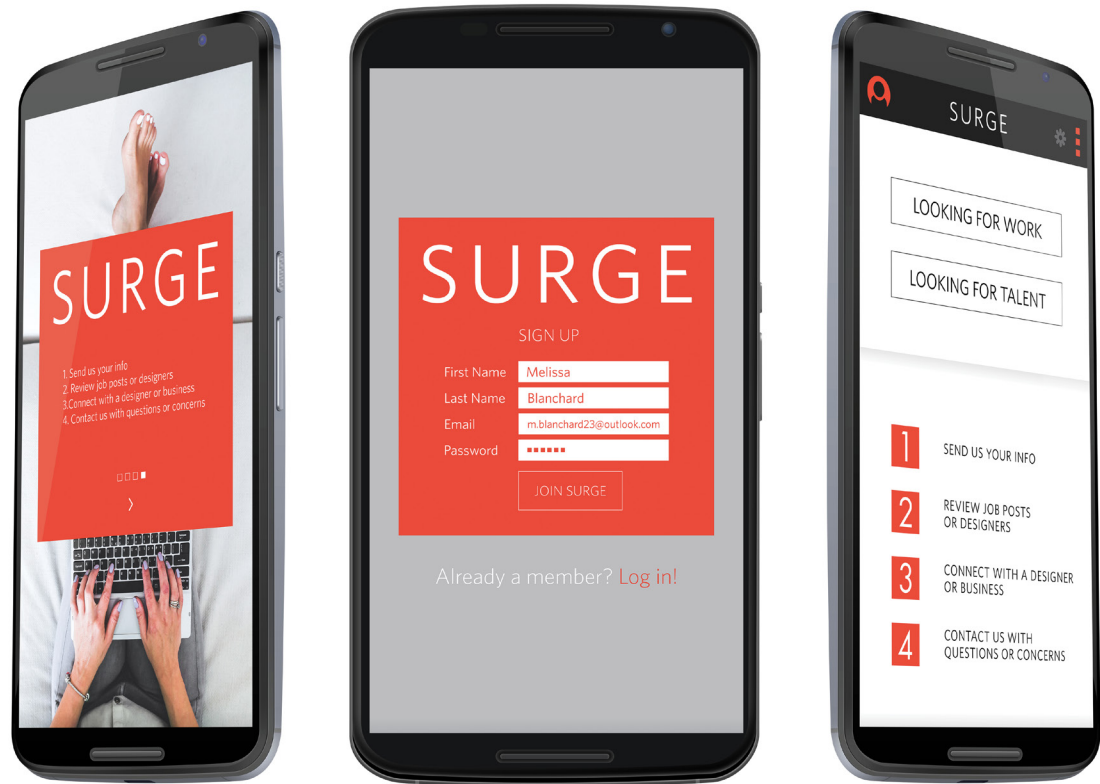 SURGE
1. Send us your info
2. Review job posts or designers
3.Connect with a designer or business
4. Contact us with questions or concerns
SURGE
SIGN UP
First Name Melissa
Last Name Blanchard
Email m.blanchard23@outlook.com
Password
JOIN SURGE
Already a member? Log in!
SURGE
LOOKING FOR WORK
LOOKING FOR TALENT
1 SEND US YOUR INFO
2 REVIEW JOB POSTS
OR DESIGNERS
3 CONNECT WITH A DESIGNER
OR BUSINESS
4 CONTACT US WITH
QUESTIONS OR CONCERNS